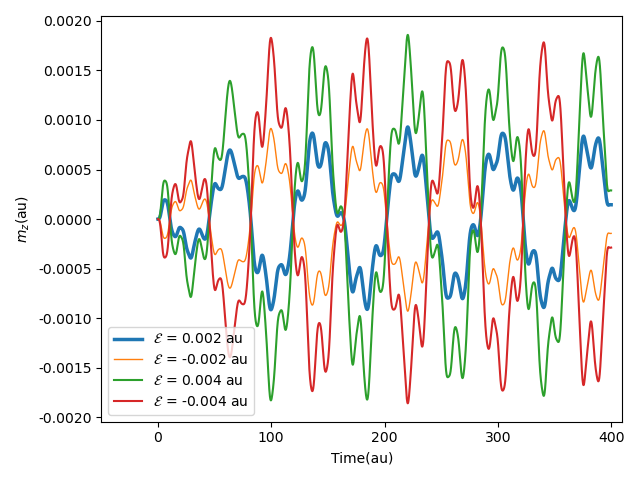 0.0020
0.0015
0.0010
0.0005
0.0000
-0.0005
-0.0010
-0.0015
-0.0020
m_z(au)
ℰ = 0.002 au
ℰ = -0.002 au
ℰ = 0.004 au
ℰ = -0.004 au
0 100 200 300 400
Time(au)